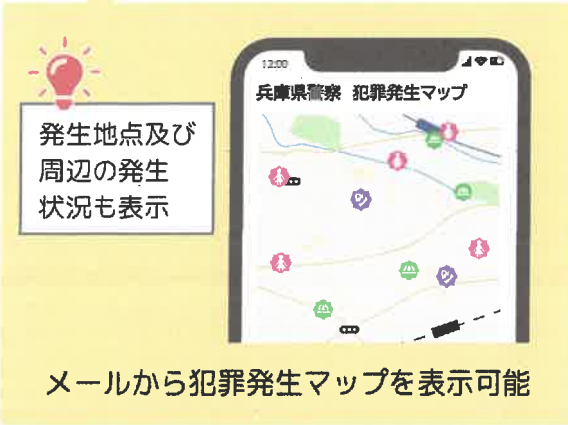 発生地点及び
周辺の発生
状況も表示
12:00
兵庫県警察 犯罪発生マップ
メールから犯罪発生マップを表示可能